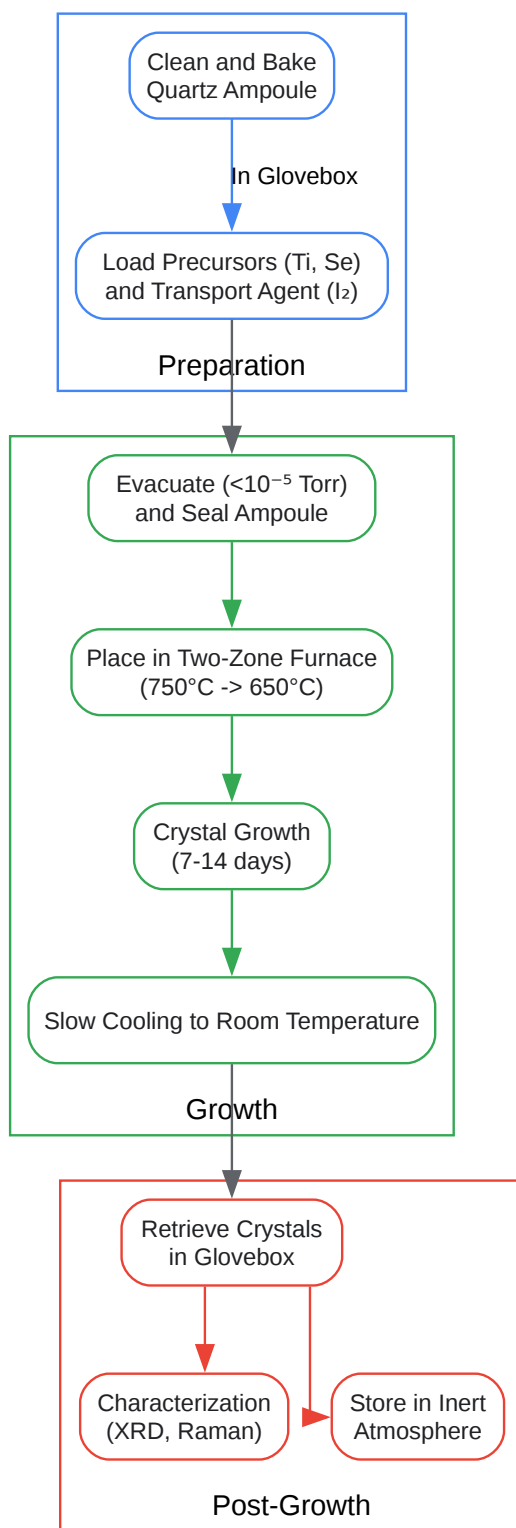 Clean and Bake
Quartz Ampoule
In Glovebox
Load Precursors (Ti, Se)
and Transport Agent (I₂)
Preparation
Evacuate (<10⁻⁵ Torr)
and Seal Ampoule
Place in Two-Zone Furnace
(750°C -> 650°C)
Crystal Growth
(7-14 days)
Slow Cooling to Room Temperature
Growth
Retrieve Crystals
in Glovebox
Characterization
(XRD, Raman)
Store in Inert
Atmosphere
Post-Growth